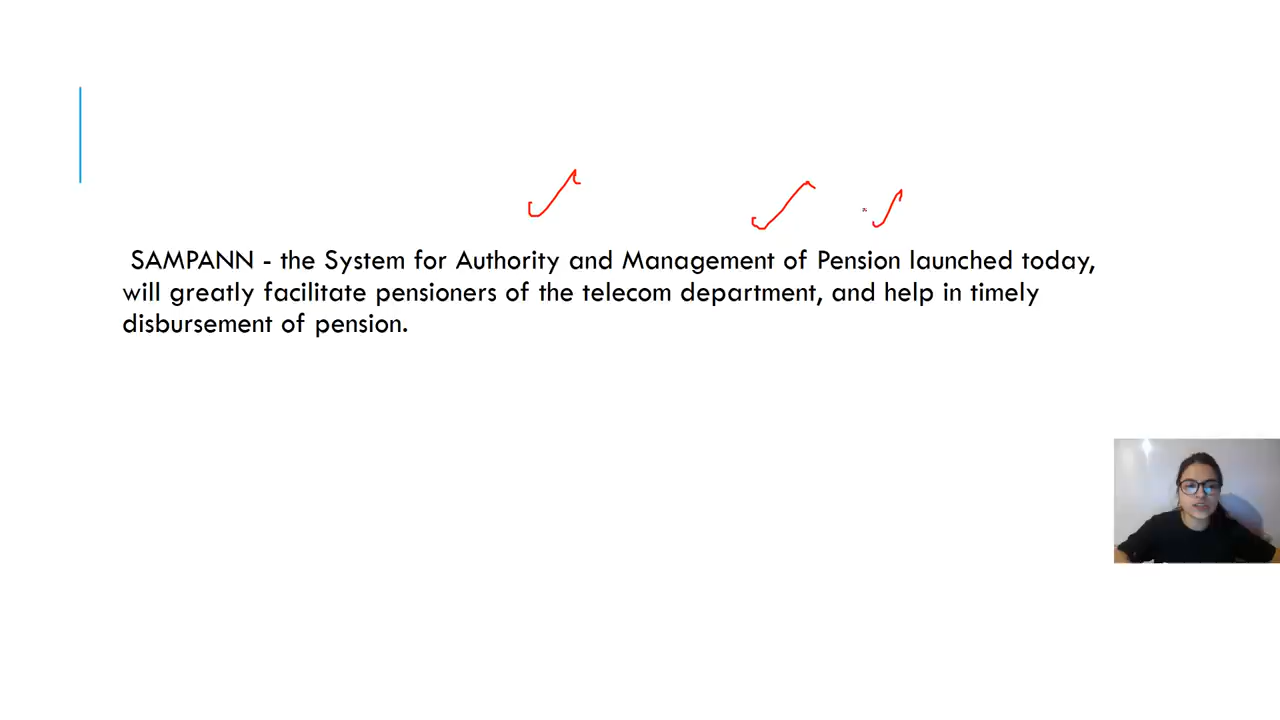 SAMPANN - the System for Authority and Management of Pension launched today,
will greatly facilitate pensioners of the telecom department, and help in timely
disbursement of pension.